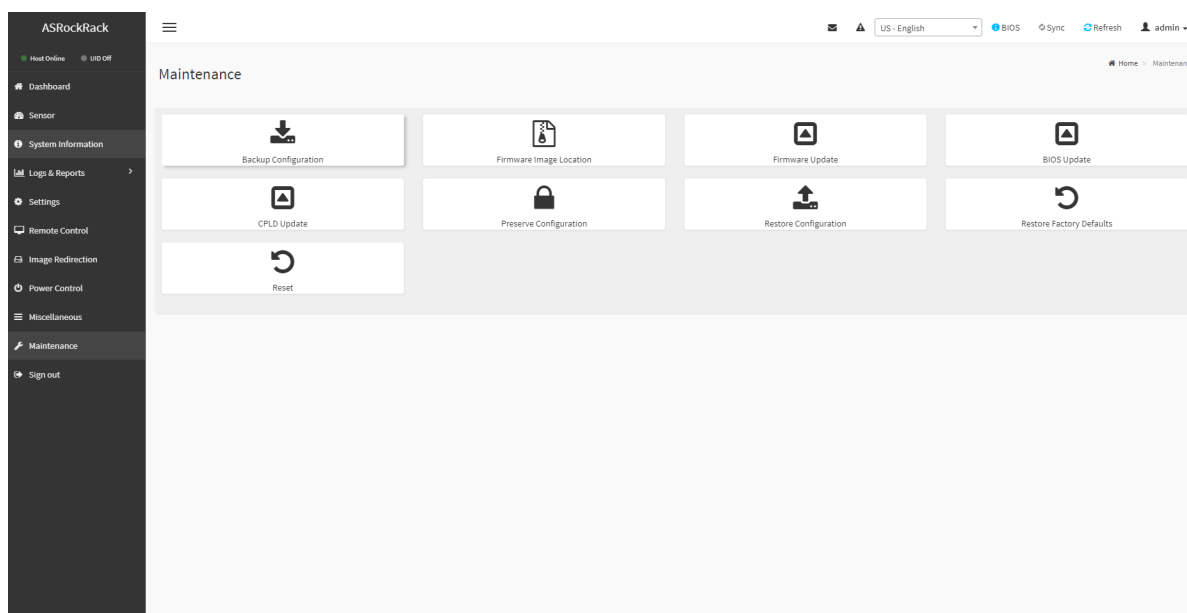 ASRockRack
US - English
BIOS
Sync
Refresh
admin
Host Online
UID Off
Maintenance
Home > Maintenan
Dashboard
Sensor
System Information
Logs & Reports
Settings
Remote Control
Image Redirection
Power Control
Miscellaneous
Maintenance
Sign out
Backup Configuration
Firmware Image Location
Firmware Update
BIOS Update
CPLD Update
Preserve Configuration
Restore Configuration
Restore Factory Defaults
Reset